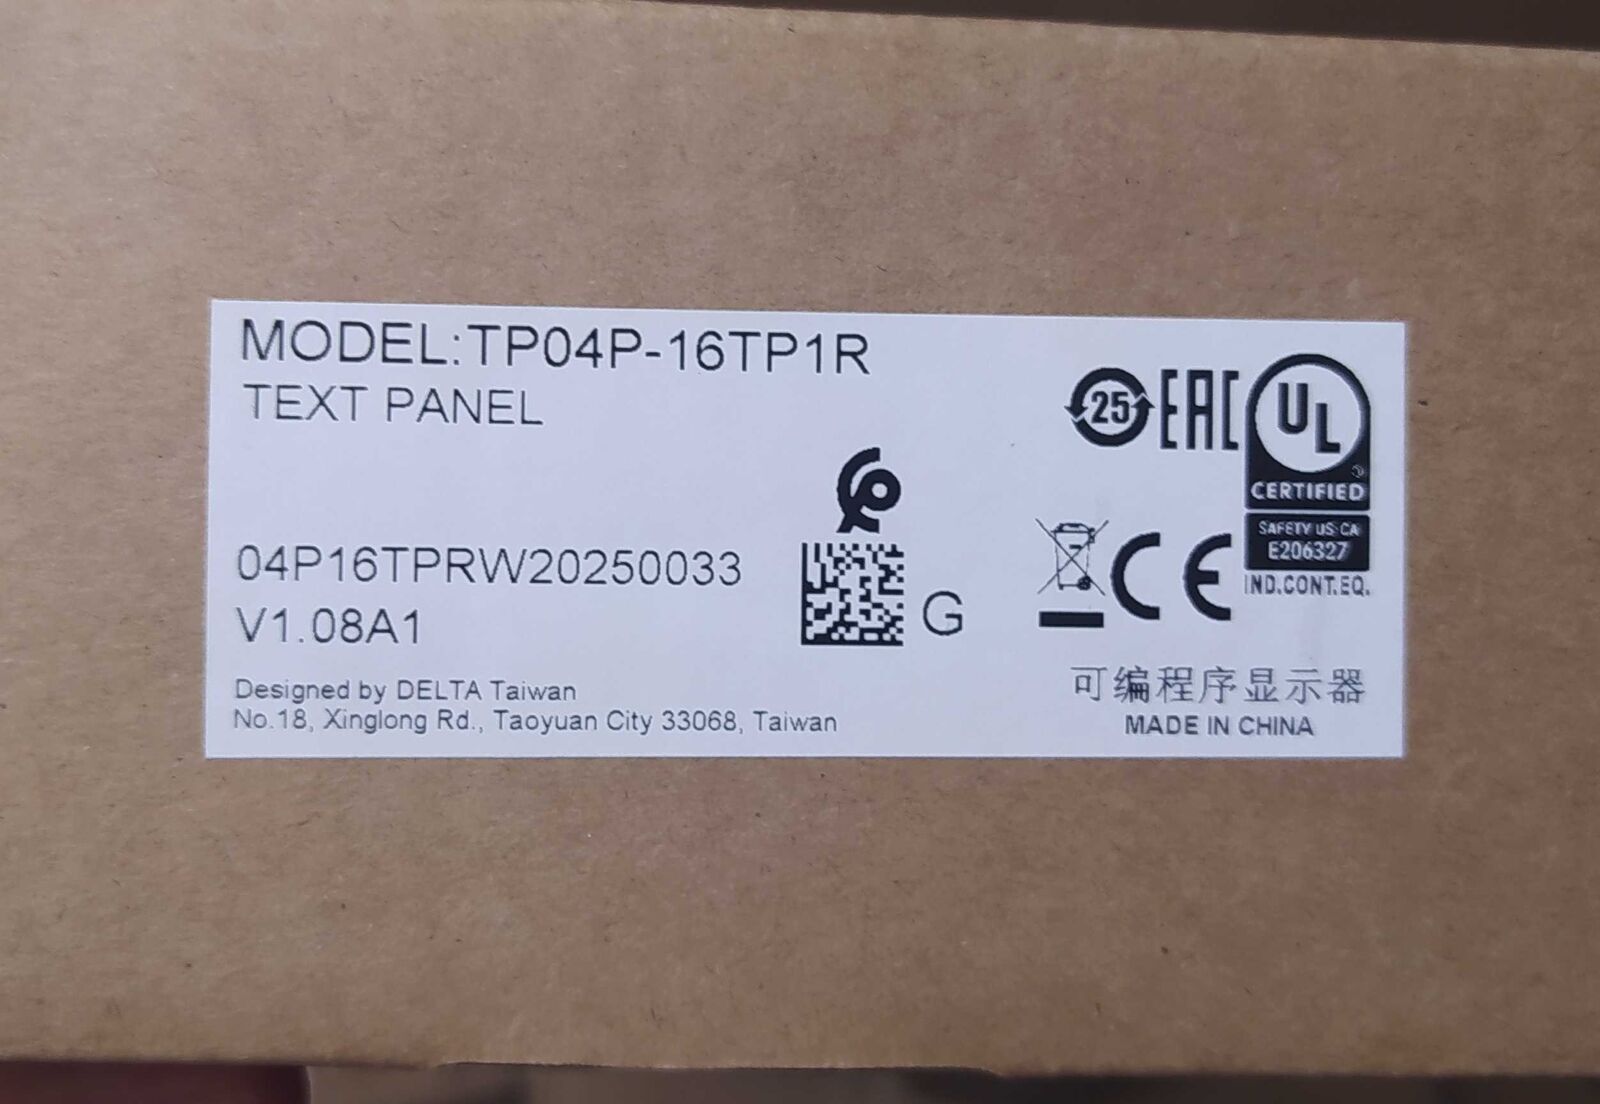 MODEL:TP04P-16TP1R
TEXT PANEL
25
EAC
UL
CERTIFIED
SAFETY US CA
E206327
IND.CONT.EQ.
04P16TPRW20250033
V1.08A1
G
CE
Designed by DELTA Taiwan
No.18, Xinglong Rd., Taoyuan City 33068, Taiwan
可编程序显示器
MADE IN CHINA